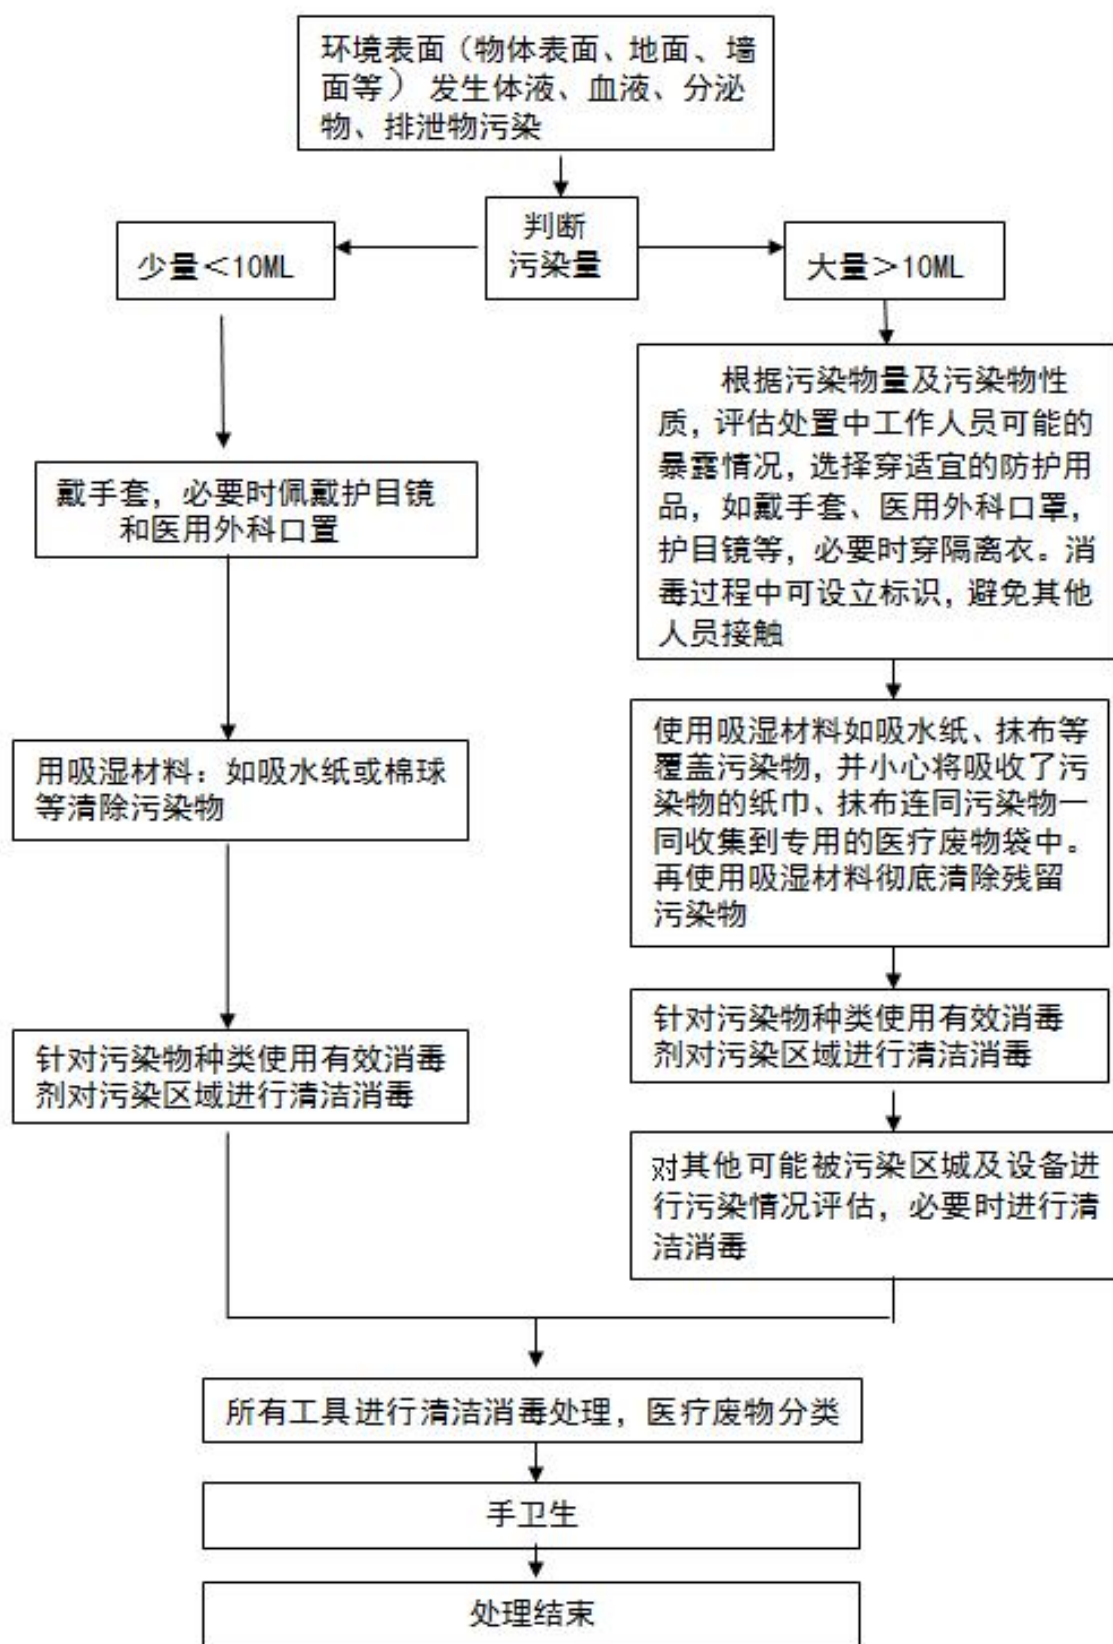 环境表面（物体表面、地面、墙
面等） 发生体液、血液、分泌
物、排泄物污染
判断
污染量
少量＜10ML
大量＞10ML
戴手套，必要时佩戴护目镜
和医用外科口置
用吸湿材料：如吸水纸或棉球
等清除污染物
针对污染物种类使用有效消毒
剂对污染区域进行清洁消毒
根据污染物量及污染物性
质，评估处置中工作人员可能的
暴露情况，选择穿适宜的防护用
品，如戴手套、医用外科口罩，
护目镜等，必要时穿隔离衣。消
毒过程中可设立标识，避免其他
人员接触
使用吸湿材料如吸水纸、抹布等
覆盖污染物，并小心将吸收了污
染物的纸巾、抹布连同污染物一
同收集到专用的医疗废物袋中。
再使用吸湿材料彻底清除残留
污染物
针对污染物种类使用有效消毒
剂对污染区域进行清洁消毒
对其他可能被污染区城及设备进
行污染情况评估，必要时进行清
洁消毒
所有工具进行清洁消毒处理，医疗废物分类
手卫生
处理结束